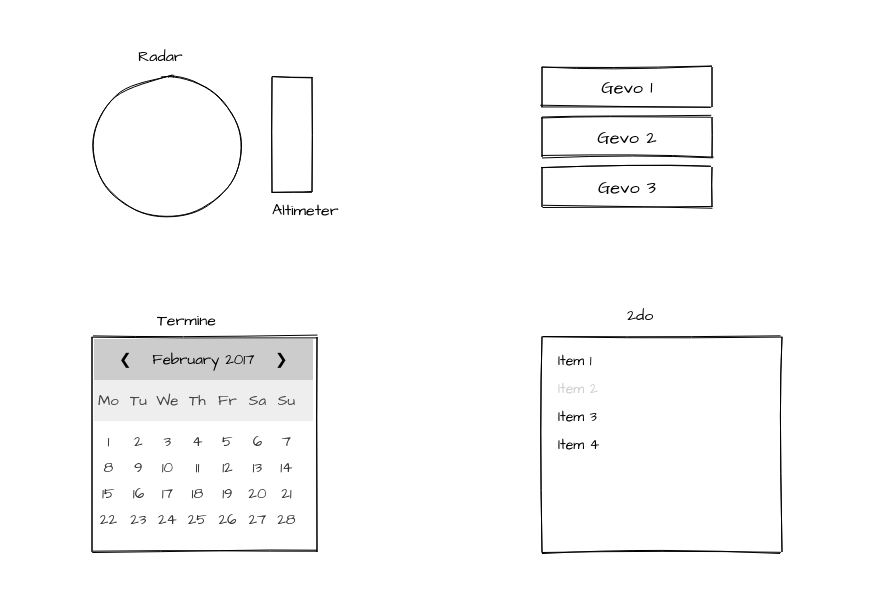 Radar
Altimeter
Gevo 1
Gevo 2
Gevo 3
Termine
❮ February 2017 ❯
Mo Tu We Th Fr Sa Su
1 2 3 4 5 6 7
8 9 10 11 12 13 14
15 16 17 18 19 20 21
22 23 24 25 26 27 28
2do
Item 1
Item 2
Item 3
Item 4